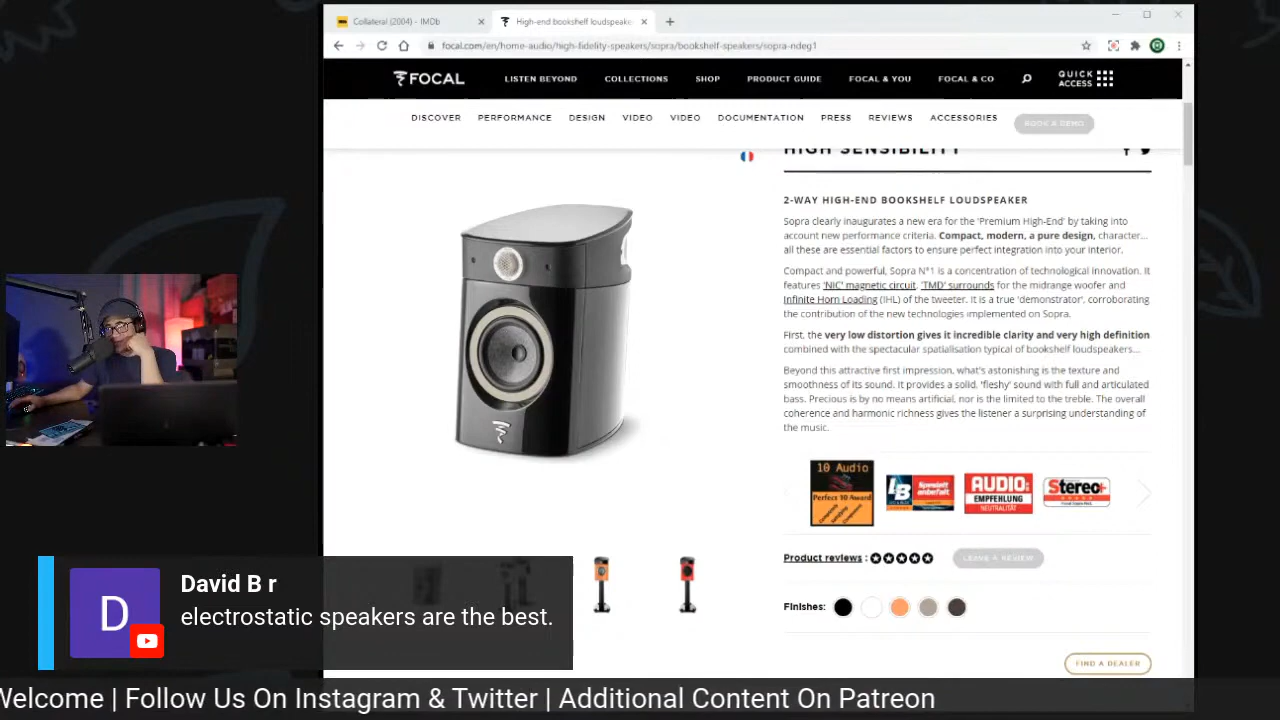 Collateral (2004) - IMDb
High-end bookshelf loudspeake
focal.com/en/home-audio/high-fidelity-speakers/sopra/bookshelf-speakers/sopra-ndeg1
FOCAL
LISTEN BEYOND
COLLECTIONS
SHOP
PRODUCT GUIDE
FOCAL & YOU
FOCAL & CO
QUICK
ACCESS
DISCOVER
PERFORMANCE
DESIGN
VIDEO
VIDEO
DOCUMENTATION
PRESS
REVIEWS
ACCESSORIES
BOOK A DEMO
HIGH SENSIBILITY
2-WAY HIGH-END BOOKSHELF LOUDSPEAKER
Sopra clearly inaugurates a new era for the 'Premium High-End' by taking into
account new performance criteria. Compact, modern, a pure design, character...
all these are essential factors to ensure perfect integration into your interior.
Compact and powerful, Sopra N°1 is a concentration of technological innovation. It
features 'NIC' magnetic circuit, 'TMD' surrounds for the midrange woofer and
Infinite Horn Loading (IHL) of the tweeter. It is a true 'demonstrator', corroborating
the contribution of the new technologies implemented on Sopra.
First, the very low distortion gives it incredible clarity and very high definition
combined with the spectacular spatialisation typical of bookshelf loudspeakers...
Beyond this attractive first impression, what's astonishing is the texture and
smoothness of its sound. It provides a solid, 'fleshy' sound with full and articulated
bass. Precious is by no means artificial, nor is the limited to the treble. The overall
coherence and harmonic richness gives the listener a surprising understanding of
the music.
10 Audio
Perfect 10 Award
AUDIO
EMPFEHLUNG
NEUTRALITÄT
Stereo+
Product reviews :
LEAVE A REVIEW
Finishes:
FIND A DEALER
D
David B r
electrostatic speakers are the best.
Welcome | Follow Us On Instagram & Twitter | Additional Content On Patreon